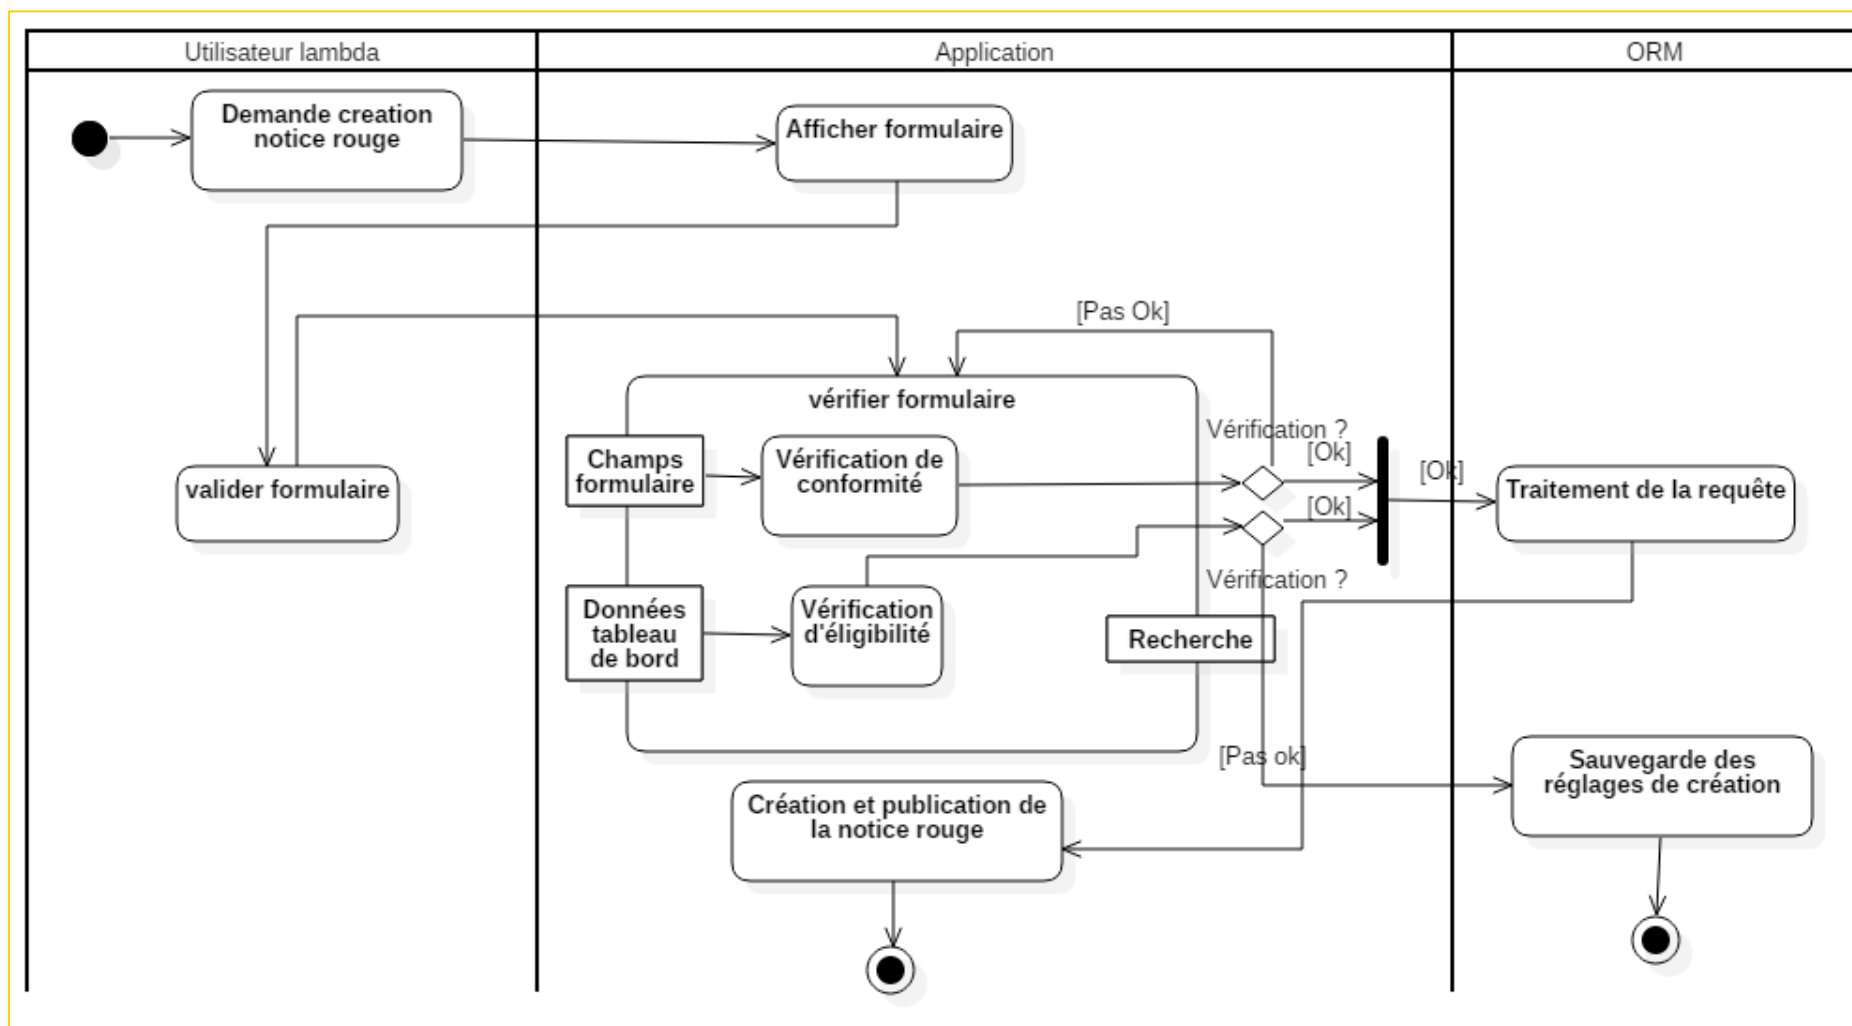 Utilisateur lambda
Application
ORM
Demande creation
notice rouge
Afficher formulaire
[Pas Ok]
vérifier formulaire
Vérification ?
[Ok]
[Ok]
Champs
formulaire
Vérification de
conformité
valider formulaire
Traitement de la requête
[Ok]
Vérification ?
Données
tableau
de bord
Vérification
d'éligibilité
Recherche
[Pas ok]
Sauvegarde des
réglages de création
Création et publication de
la notice rouge